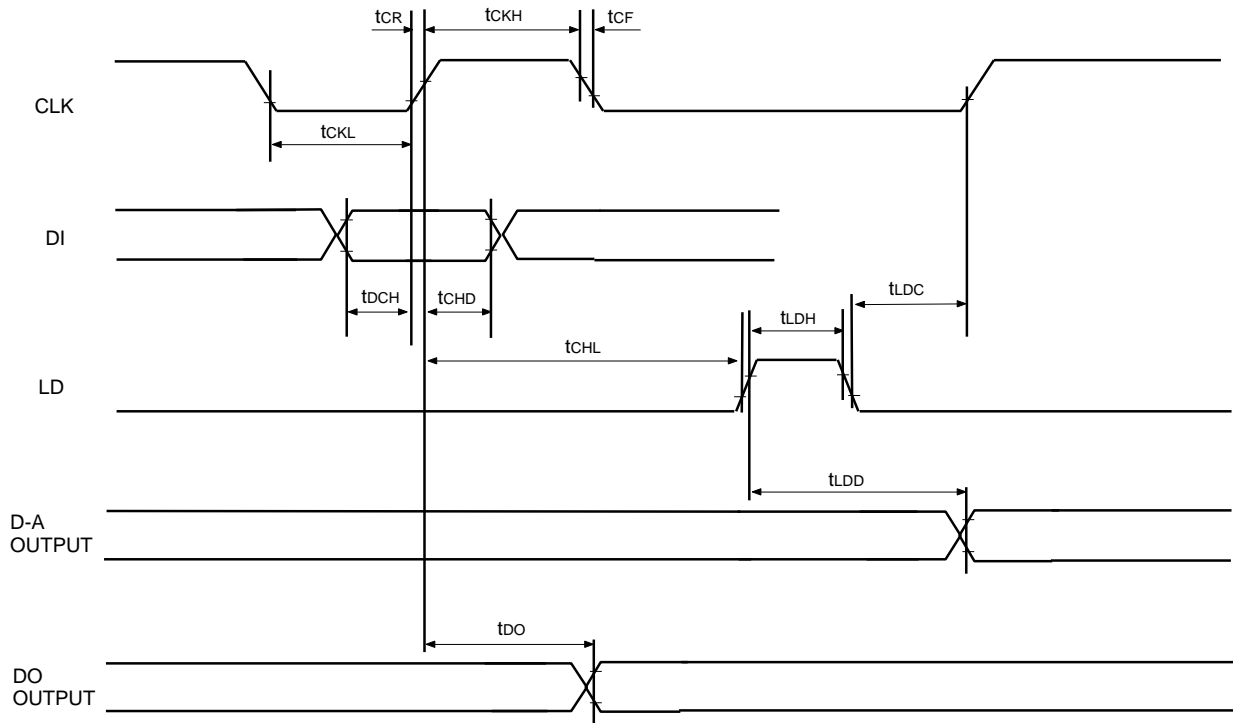 tCR
tCKH
tCF
CLK
tCKL
DI
tDCH
tCHD
tLDC
tLDH
tCHL
LD
tLDD
D-A
OUTPUT
tDO
DO
OUTPUT